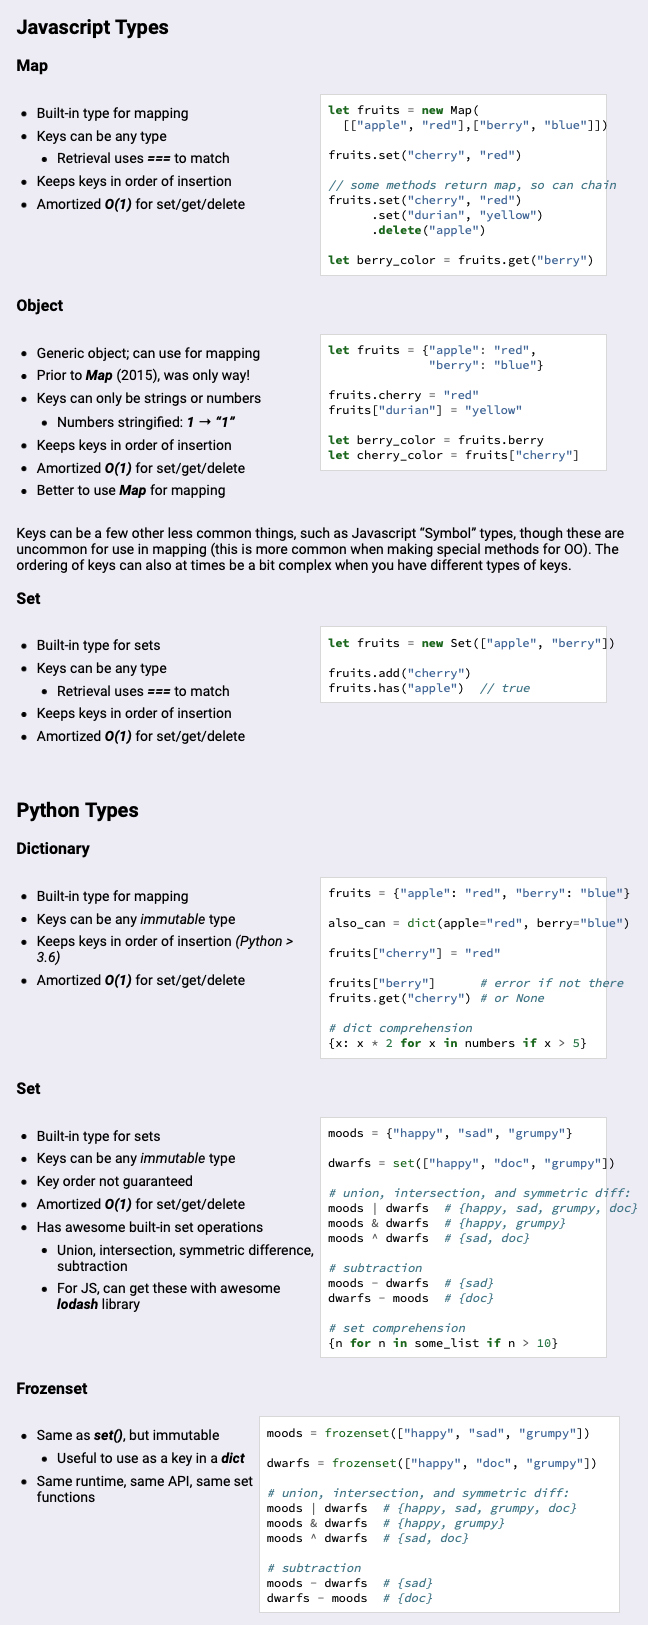 Javascript Types
Map
Built-in type for mapping
Keys can be any type
Retrieval uses === to match
Keeps keys in order of insertion
Amortized O(1) for set/get/delete
let fruits = new Map(
  [["apple", "red"],["berry", "blue"]])
fruits.set("cherry", "red")
// some methods return map, so can chain
fruits.set("cherry", "red")
      .set("durian", "yellow")
      .delete("apple")
let berry_color = fruits.get("berry")
Object
Generic object; can use for mapping
Prior to Map (2015), was only way!
Keys can only be strings or numbers
Numbers stringified: 1 → “1”
Keeps keys in order of insertion
Amortized O(1) for set/get/delete
Better to use Map for mapping
let fruits = {"apple": "red",
              "berry": "blue"}
fruits.cherry = "red"
fruits["durian"] = "yellow"
let berry_color = fruits.berry
let cherry_color = fruits["cherry"]
Keys can be a few other less common things, such as Javascript “Symbol” types, though these are
uncommon for use in mapping (this is more common when making special methods for OO). The
ordering of keys can also at times be a bit complex when you have different types of keys.
Set
Built-in type for sets
Keys can be any type
Retrieval uses === to match
Keeps keys in order of insertion
Amortized O(1) for set/get/delete
let fruits = new Set(["apple", "berry"])
fruits.add("cherry")
fruits.has("apple")  // true
Python Types
Dictionary
Built-in type for mapping
Keys can be any immutable type
Keeps keys in order of insertion (Python >
3.6)
Amortized O(1) for set/get/delete
fruits = {"apple": "red", "berry": "blue"}
also_can = dict(apple="red", berry="blue")
fruits["cherry"] = "red"
fruits["berry"]      # error if not there
fruits.get("cherry") # or None
# dict comprehension
{x: x * 2 for x in numbers if x > 5}
Set
Built-in type for sets
Keys can be any immutable type
Key order not guaranteed
Amortized O(1) for set/get/delete
Has awesome built-in set operations
Union, intersection, symmetric difference,
subtraction
For JS, can get these with awesome
lodash library
moods = {"happy", "sad", "grumpy"}
dwarfs = set(["happy", "doc", "grumpy"])
# union, intersection, and symmetric diff:
moods | dwarfs  # {happy, sad, grumpy, doc}
moods & dwarfs  # {happy, grumpy}
moods ^ dwarfs  # {sad, doc}
# subtraction
moods - dwarfs  # {sad}
dwarfs - moods  # {doc}
# set comprehension
{n for n in some_list if n > 10}
Frozenset
Same as set(), but immutable
Useful to use as a key in a dict
Same runtime, same API, same set
functions
moods = frozenset(["happy", "sad", "grumpy"])
dwarfs = frozenset(["happy", "doc", "grumpy"])
# union, intersection, and symmetric diff:
moods | dwarfs  # {happy, sad, grumpy, doc}
moods & dwarfs  # {happy, grumpy}
moods ^ dwarfs  # {sad, doc}
# subtraction
moods - dwarfs  # {sad}
dwarfs - moods  # {doc}